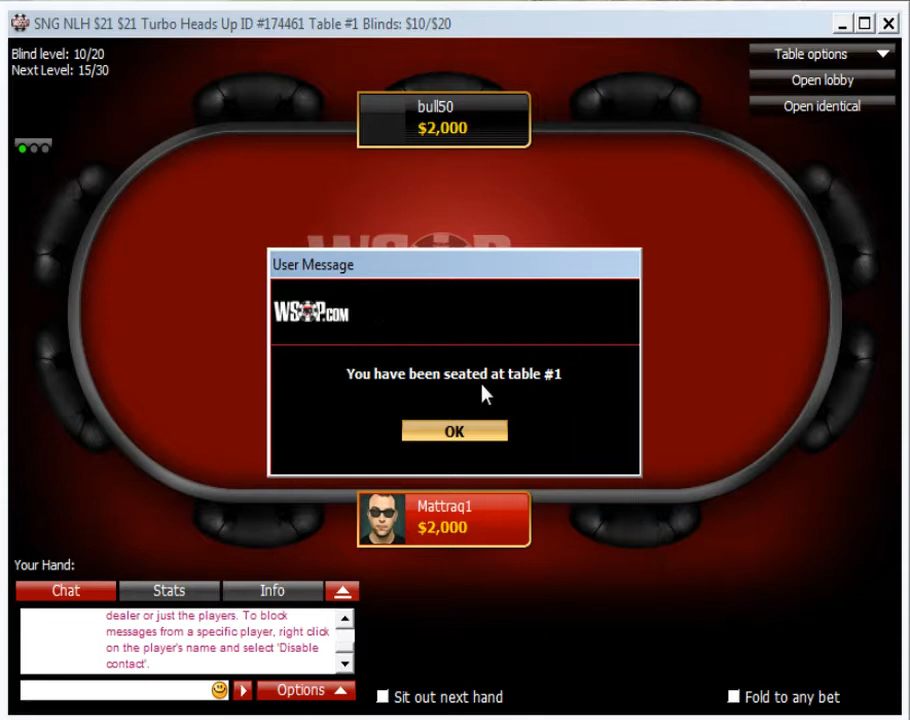 SNG NLH $21 $21 Turbo Heads Up ID #174461 Table #1 Blinds: $10/$20
Blind level: 10/20
Next Level: 15/30
Table options
Open lobby
Open identical
bull50
$2,000
User Message
WSOP.COM
You have been seated at table #1
OK
Mattraq1
$2,000
Your Hand:
Chat
Stats
Info
dealer or just the players. To block
messages from a specific player, right click
on the player's name and select 'Disable
contact'.
Options
Sit out next hand
Fold to any bet